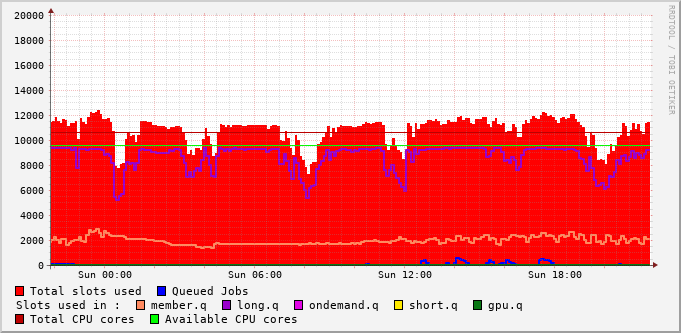 RRDTOOL / TOBI OETIKER
20000
18000
16000
14000
12000
10000
8000
6000
4000
2000
0
Sun 00:00 Sun 06:00 Sun 12:00 Sun 18:00
Total slots used Queued Jobs
Slots used in : member.q long.q ondemand.q short.q gpu.q
Total CPU cores Available CPU cores